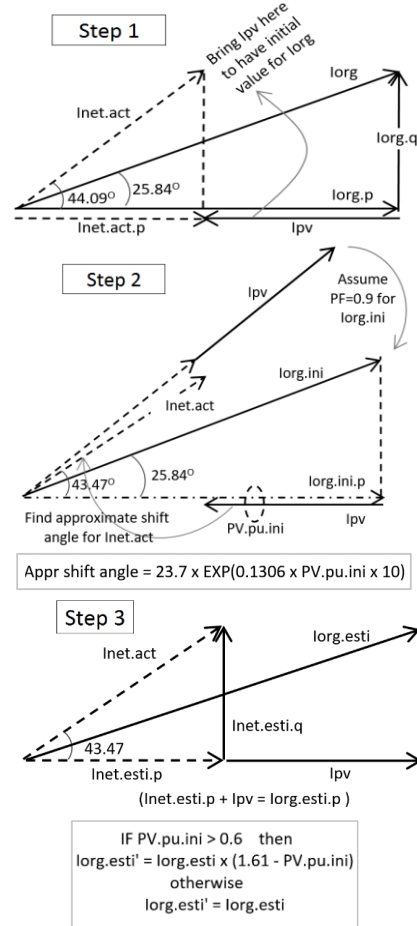 Step 1
Bring Ipv here
to have initial
value for Iorg
Iorg
Inet.act
Iorg.q
44.09⁰
25.84⁰
Iorg.p
Inet.act.p
Ipv
Step 2
Ipv
Assume
PF=0.9 for
Iorg.ini
Iorg.ini
Inet.act
43.47⁰
25.84⁰
Iorg.ini.p
Find approximate shift
angle for Inet.act
PV.pu.ini
Ipv
Appr shift angle = 23.7 x EXP(0.1306 x PV.pu.ini x 10)
Step 3
Inet.act
Iorg.esti
43.47
Inet.esti.q
Inet.esti.p
Ipv
(Inet.esti.p + Ipv = Iorg.esti.p )
IF PV.pu.ini > 0.6 then
Iorg.esti' = Iorg.esti x (1.61 - PV.pu.ini)
otherwise
Iorg.esti' = Iorg.esti